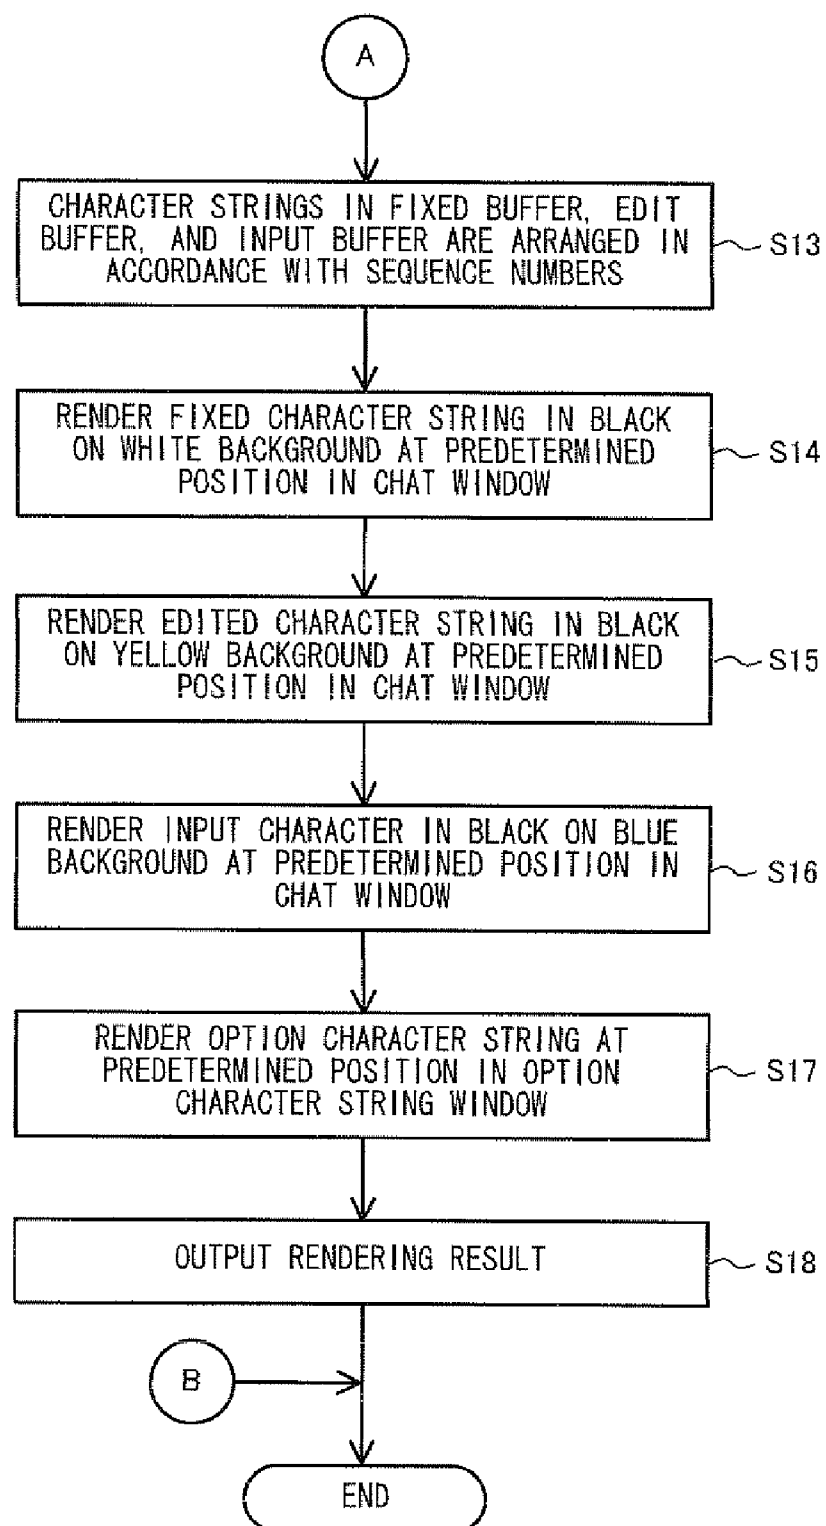 A
CHARACTER STRINGS IN FIXED BUFFER, EDIT
BUFFER, AND INPUT BUFFER ARE ARRANGED IN
ACCORDANCE WITH SEQUENCE NUMBERS
S13
RENDER FIXED CHARACTER STRING IN BLACK
ON WHITE BACKGROUND AT PREDETERMINED
POSITION IN CHAT WINDOW
S14
RENDER EDITED CHARACTER STRING IN BLACK
ON YELLOW BACKGROUND AT PREDETERMINED
POSITION IN CHAT WINDOW
S15
RENDER INPUT CHARACTER IN BLACK ON BLUE
BACKGROUND AT PREDETERMINED POSITION IN
CHAT WINDOW
S16
RENDER OPTION CHARACTER STRING AT
PREDETERMINED POSITION IN OPTION
CHARACTER STRING WINDOW
S17
OUTPUT RENDERING RESULT
S18
B
END